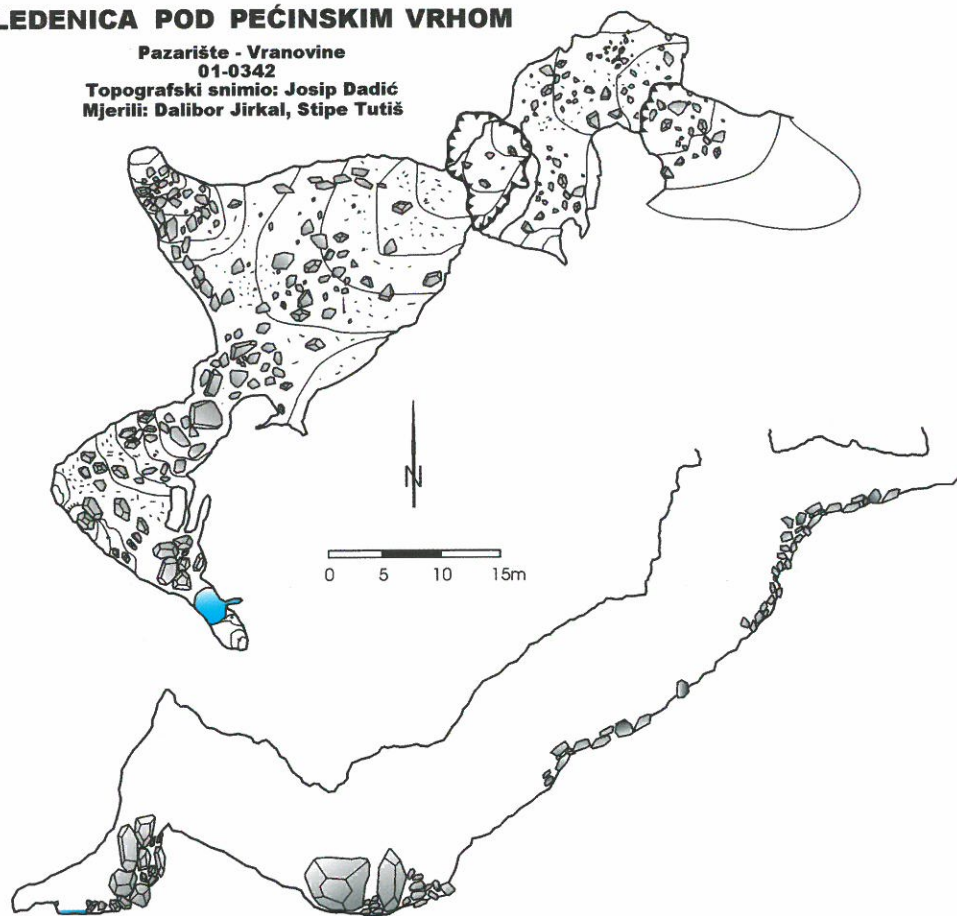 LEDENICA POD PEĆINSKIM VRHOM
Pazarište - Vranovine
01-0342
Topografski snimio: Josip Dadić
Mjerili: Dalibor Jirkal, Stipe Tutiš
N
0 5 10 15m